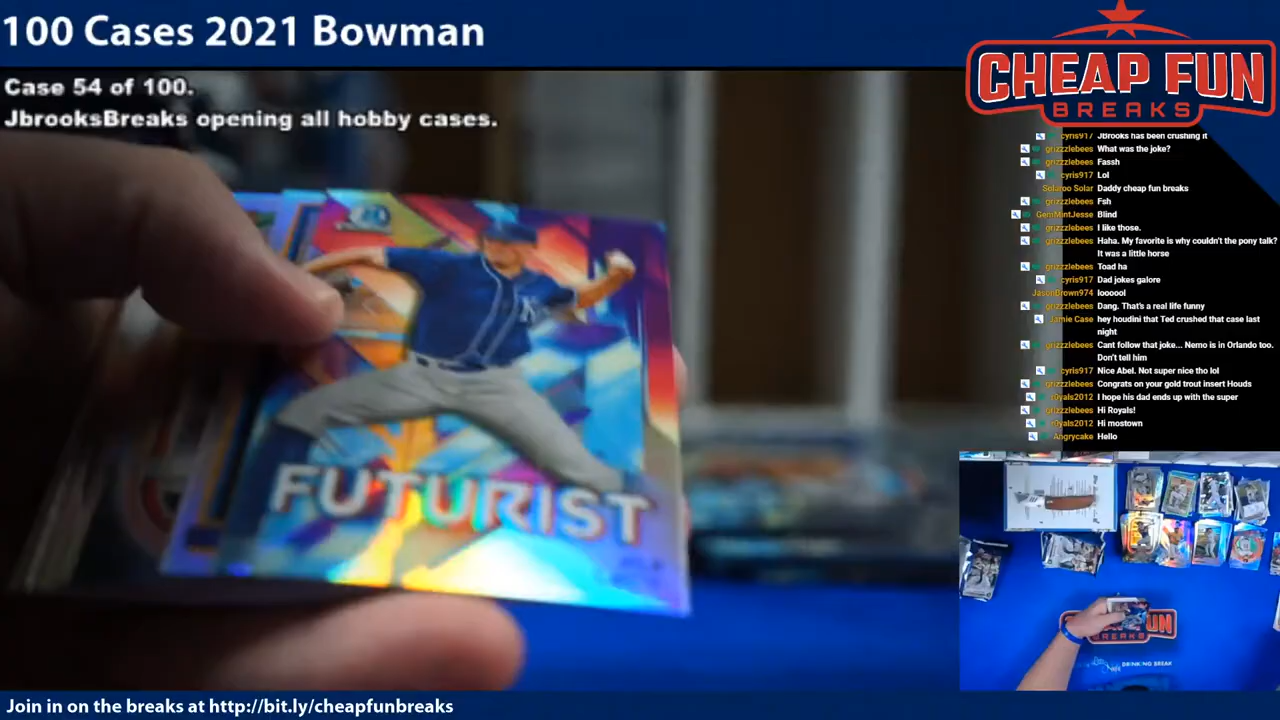 100 Cases 2021 Bowman
Case 54 of 100.
JbrooksBreaks opening all hobby cases.
CHEAP FUN
BREAKS
cyris917 JBrooks has been crushing it
grizzzlebees What was the joke?
grizzzlebees Fassh
cyris917 Lol
Solaroo Solar Daddy cheap fun breaks
grizzzlebees Fsh
GemMintJesse Blind
grizzzlebees I like those.
grizzzlebees Haha. My favorite is why couldn't the pony talk?
It was a little horse
grizzzlebees Toad ha
cyris917 Dad jokes galore
JasonBrown974 loooool
grizzzlebees Dang. That's a real life funny
Jamie Case hey houdini that Ted crushed that case last
night
grizzzlebees Cant follow that joke... Nemo is in Orlando too.
Don't tell him
cyris917 Nice Abel. Not super nice tho lol
grizzzlebees Congrats on your gold trout insert Houds
r0yals2012 I hope his dad ends up with the super
grizzzlebees Hi Royals!
r0yals2012 Hi mostown
Angrycake Hello
FUTURIST
FUN
BREAKS
DRINKING BREAK
Join in on the breaks at http://bit.ly/cheapfunbreaks